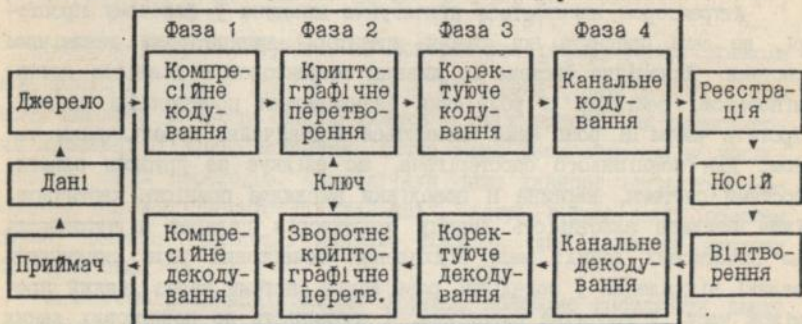 Фаза 1 Фаза 2 Фаза 3 Фаза 4
Джерело
Компре-
сійне
коду-
вання
Крипто-
графічне
перетво-
рення
Корек-
туюче
коду-
вання
Канальне
коду-
вання
Реєстра-
ція
Дані
Ключ
Носій
Приймач
Компре-
сійне
декоду-
вання
Зворотнє
крипто-
графічне
перетв.
Корек-
туюче
декоду-
вання
Канальне
декоду-
вання
Відтво-
рення